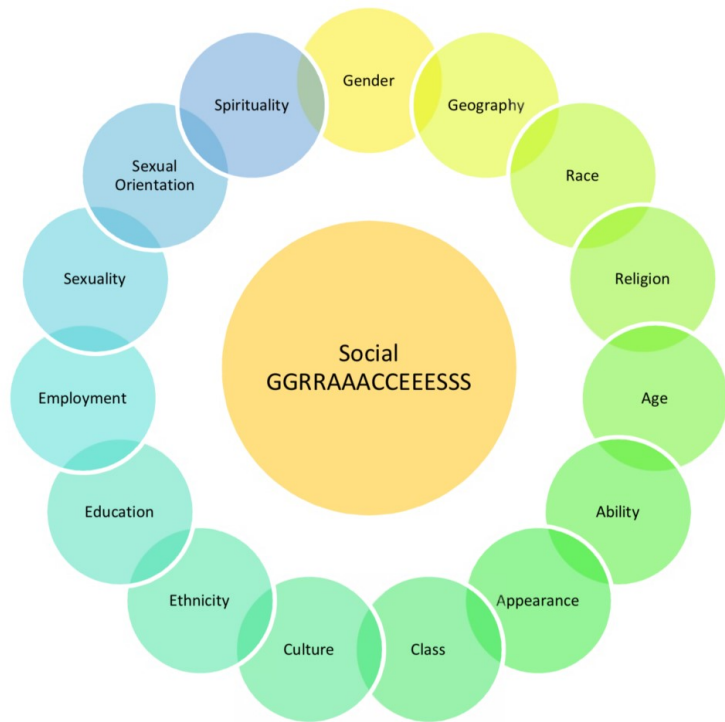 Social
GGRRAAACCEEESSS
Gender
Geography
Race
Religion
Age
Ability
Appearance
Class
Culture
Ethnicity
Education
Employment
Sexuality
Sexual
Orientation
Spirituality